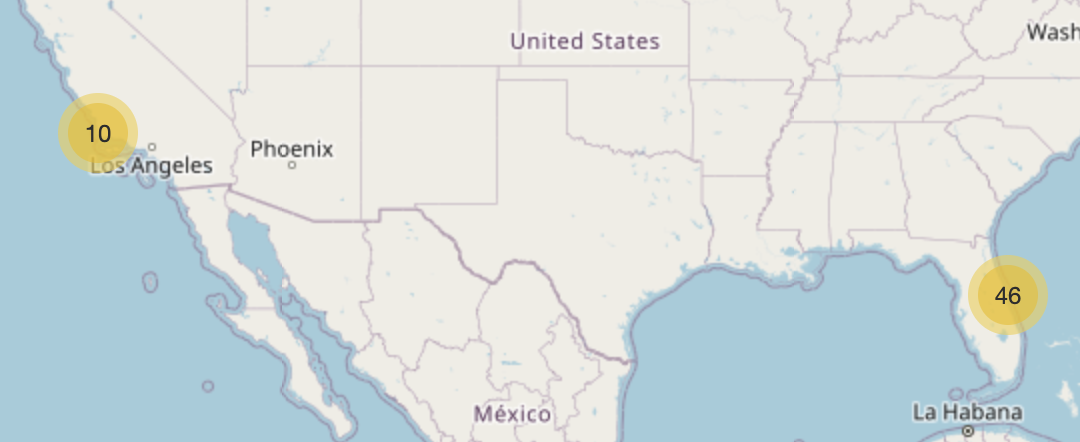 United States
Wash
10
Phoenix
Los Angeles
46
México
La Habana